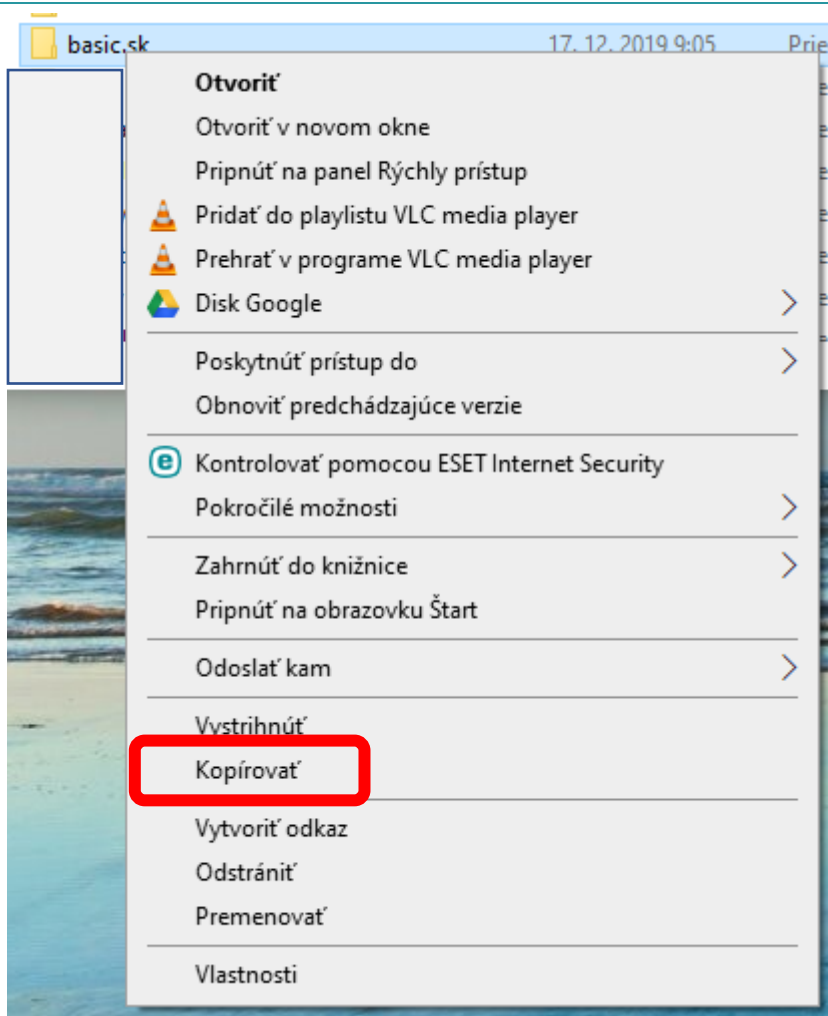 basic.sk 17. 12. 2019 9:05 Prie
Otvoriť
Otvoriť v novom okne
Pripnúť na panel Rýchly prístup
Pridať do playlistu VLC media player
Prehrať v programe VLC media player
Disk Google
Poskytnúť prístup do
Obnoviť predchádzajúce verzie
Kontrolovať pomocou ESET Internet Security
Pokročilé možnosti
Zahrnúť do knižnice
Pripnúť na obrazovku Štart
Odoslať kam
Vystrihnúť
Kopírovať
Vytvoriť odkaz
Odstrániť
Premenovať
Vlastnosti